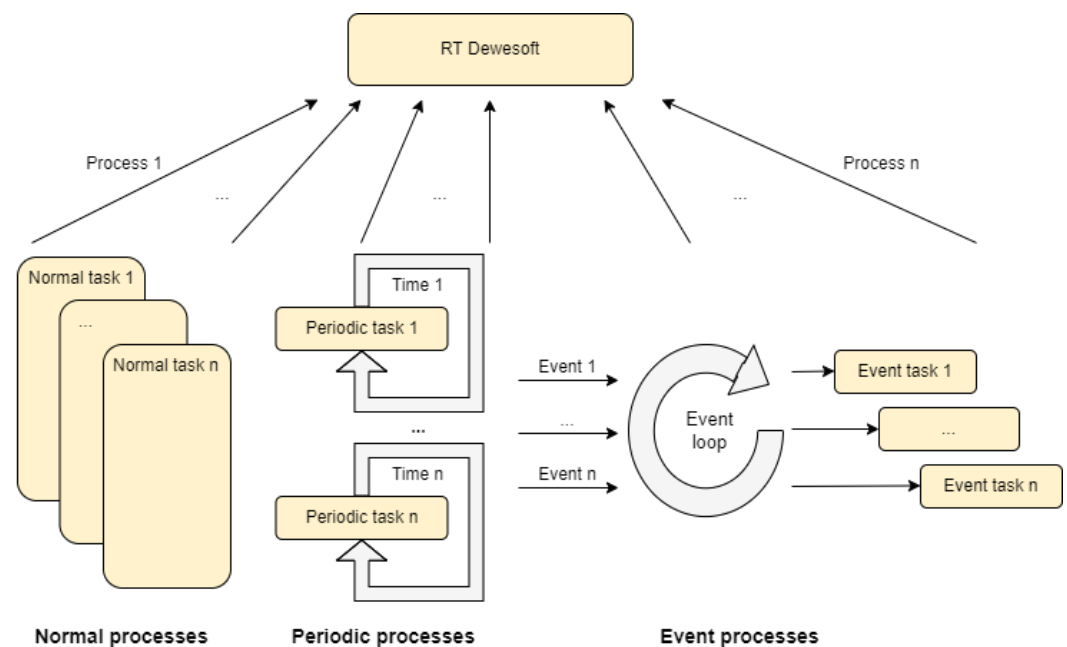 RT Dewesoft
Process 1
...
...
...
Process n
Normal task 1
...
Normal task n
Time 1
Periodic task 1
...
Time n
Periodic task n
Event 1
...
Event n
Event
loop
Event task 1
...
Event task n
Normal processes
Periodic processes
Event processes